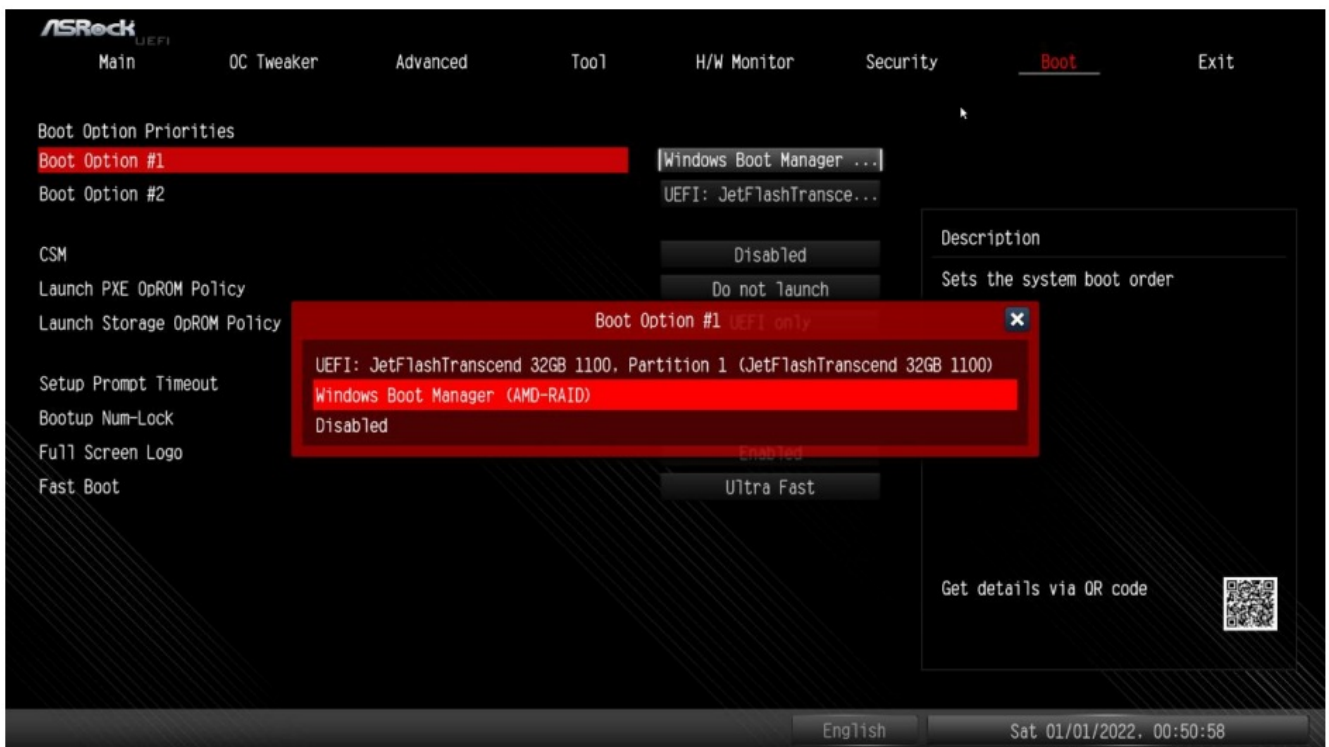 ASRock UEFI
Main OC Tweaker Advanced Tool H/W Monitor Security Boot Exit
Boot Option Priorities
Boot Option #1 Windows Boot Manager ...
Boot Option #2 UEFI: JetFlashTransce...
CSM Disabled
Launch PXE OpROM Policy Do not launch
Launch Storage OpROM Policy UEFI only
Setup Prompt Timeout
Bootup Num-Lock
Full Screen Logo Enabled
Fast Boot Ultra Fast
Boot Option #1
UEFI: JetFlashTranscend 32GB 1100, Partition 1 (JetFlashTranscend 32GB 1100)
Windows Boot Manager (AMD-RAID)
Disabled
Description
Sets the system boot order
Get details via QR code
English Sat 01/01/2022, 00:50:58